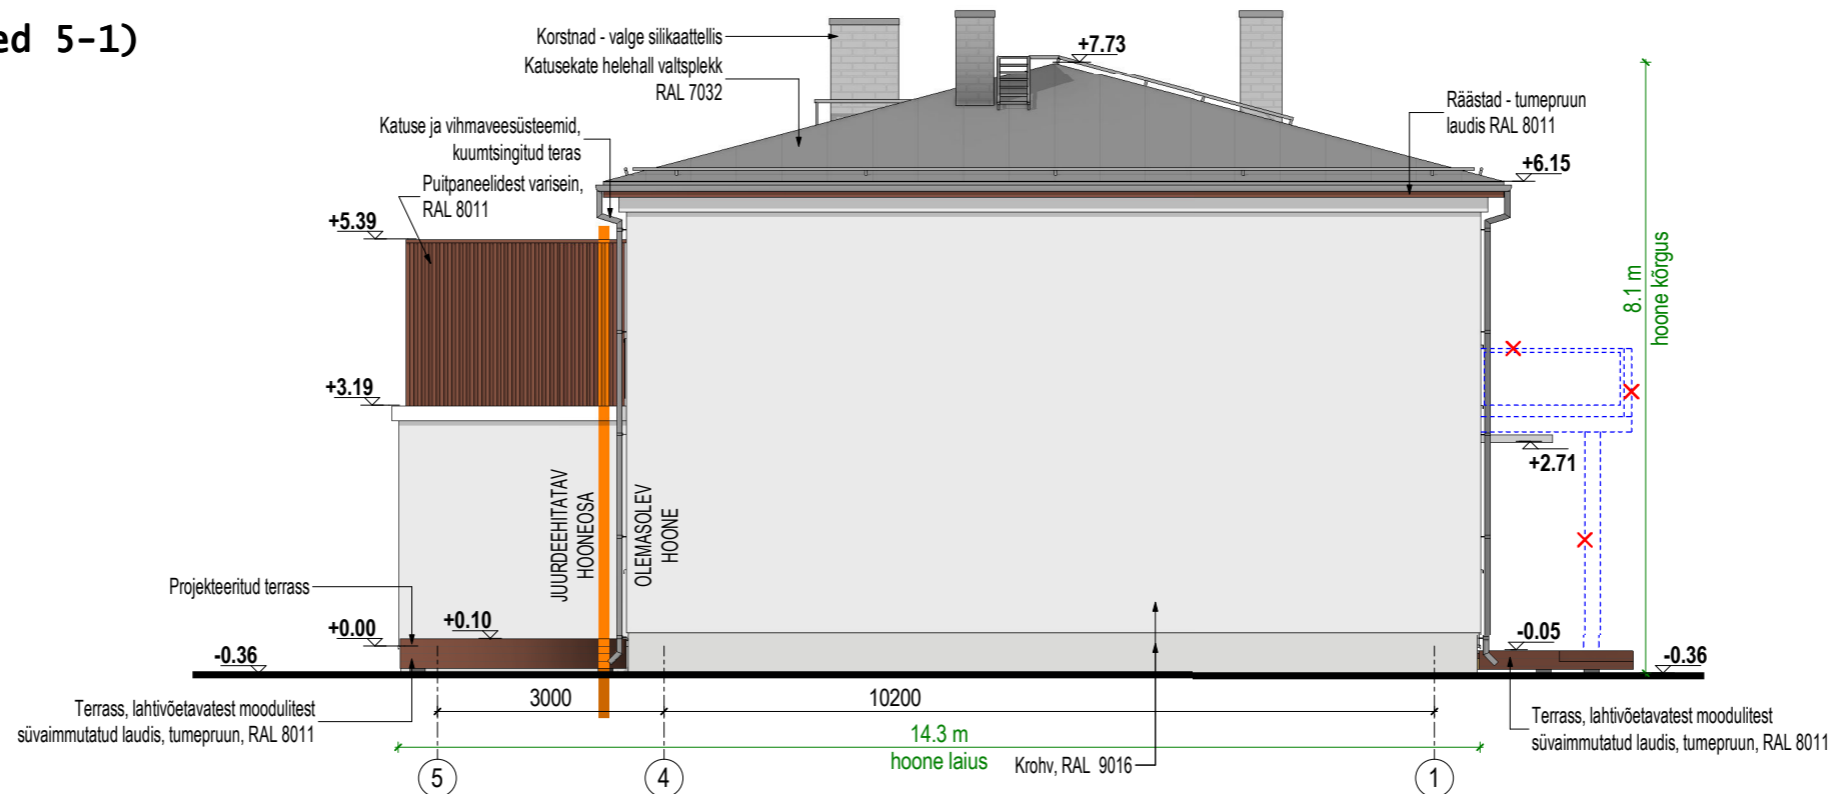 ed 5-1)
Korstnad - valge silikaattellis
Katusekate helehall valtsplekk
RAL 7032
Katuse ja vihmaveesüsteemid,
kuumtsingitud teras
Puitpaneelidest varisein,
RAL 8011
+7.73
Räästad - tumepruun
laudis RAL 8011
+6.15
+5.39
8.1 m
hoone kõrgus
+3.19
+2.71
JUURDEEHITATAV
HOONEOSA
OLEMASOLEV
HOONE
Projekteeritud terrass
+0.00
+0.10
-0.05
-0.36
-0.36
3000
10200
Terrass, lahtivõetavatest moodulitest
süvaimmutatud laudis, tumepruun, RAL 8011
Terrass, lahtivõetavatest moodulitest
süvaimmutatud laudis, tumepruun, RAL 8011
14.3 m
hoone laius
Krohv, RAL 9016
5
4
1